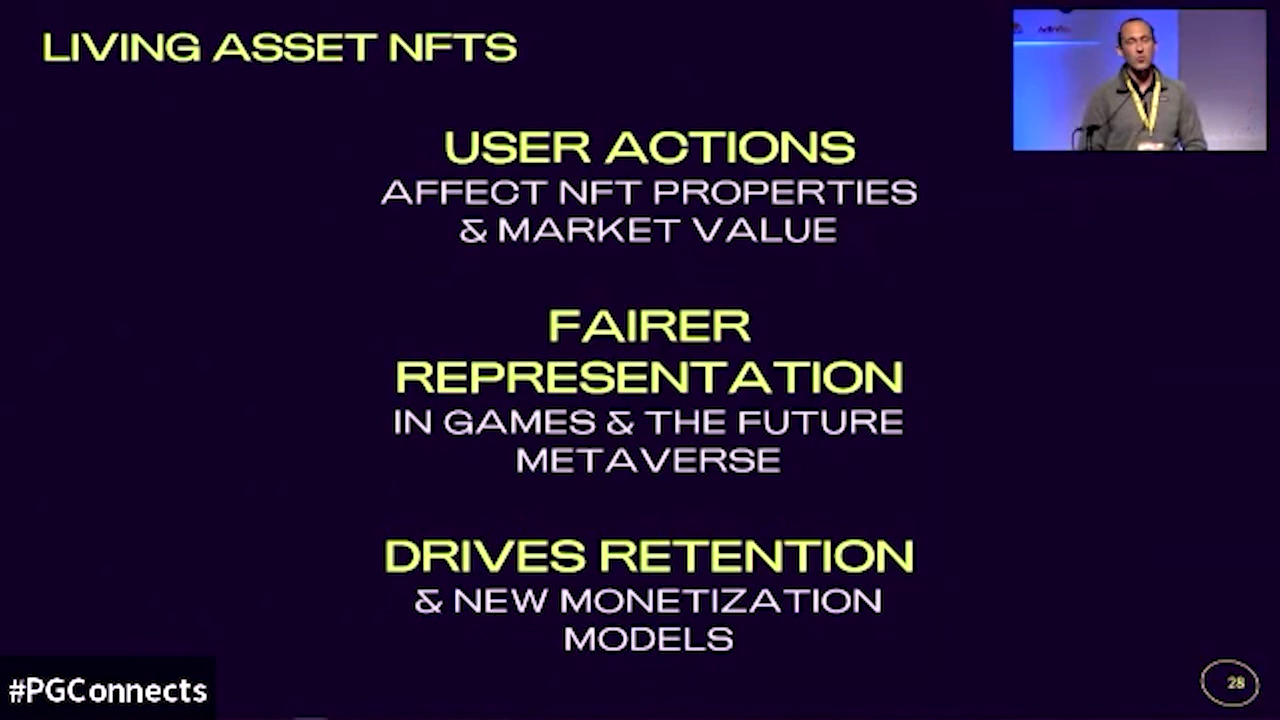 LIVING ASSET NFTS
USER ACTIONS
AFFECT NFT PROPERTIES
& MARKET VALUE
FAIRER
REPRESENTATION
IN GAMES & THE FUTURE
METAVERSE
DRIVES RETENTION
& NEW MONETIZATION
MODELS
#PGConnects
28